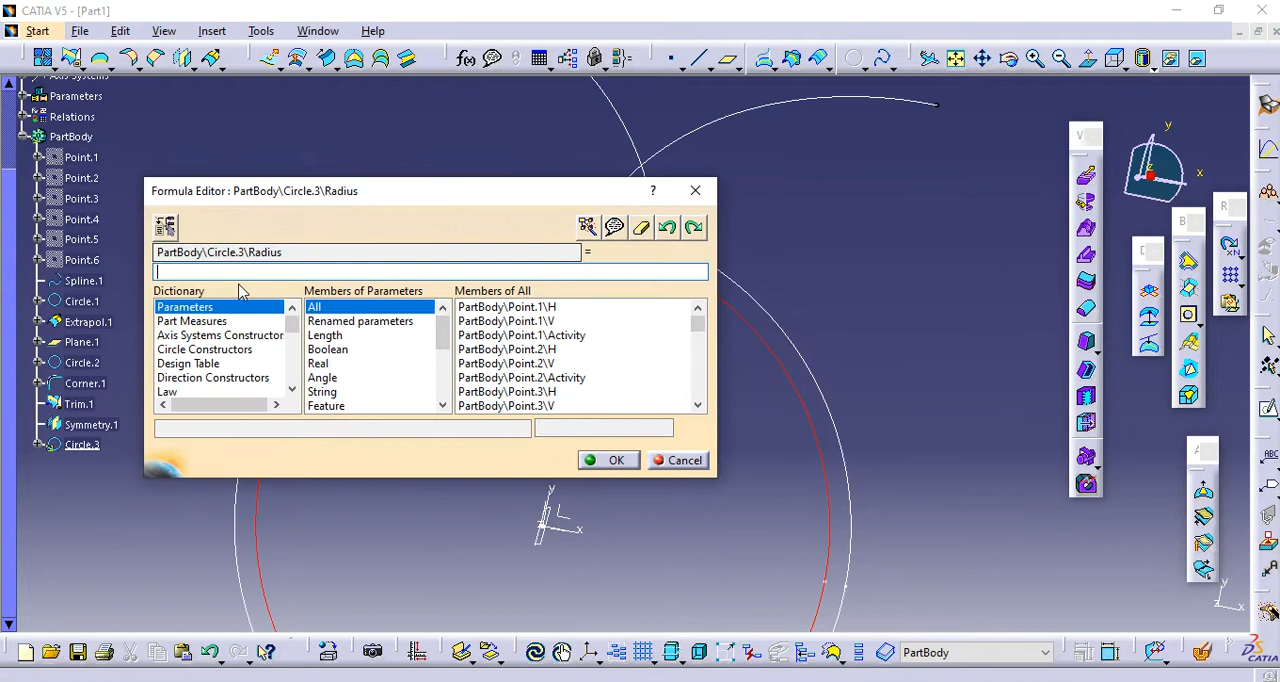 CATIA V5 - [Part1]
Start File Edit View Insert Tools Window Help
f(x)
Axis Systems
Parameters
Relations
PartBody
Point.1
Point.2
Point.3
Point.4
Point.5
Point.6
Spline.1
Circle.1
Extrapol.1
Plane.1
Circle.2
Corner.1
Trim.1
Symmetry.1
Circle.3
Formula Editor : PartBody\Circle.3\Radius
?
PartBody\Circle.3\Radius =
Dictionary Members of Parameters Members of All
Parameters All PartBody\Point.1\H
Part Measures Renamed parameters PartBody\Point.1\V
Axis Systems Constructor Length PartBody\Point.1\Activity
Circle Constructors Boolean PartBody\Point.2\H
Design Table Real PartBody\Point.2\V
Direction Constructors Angle PartBody\Point.2\Activity
Law String PartBody\Point.3\H
Feature PartBody\Point.3\V
OK Cancel
V
R
B
D
A
y
x
z
y
x
z
y
z x
ABC
PartBody
CATIA